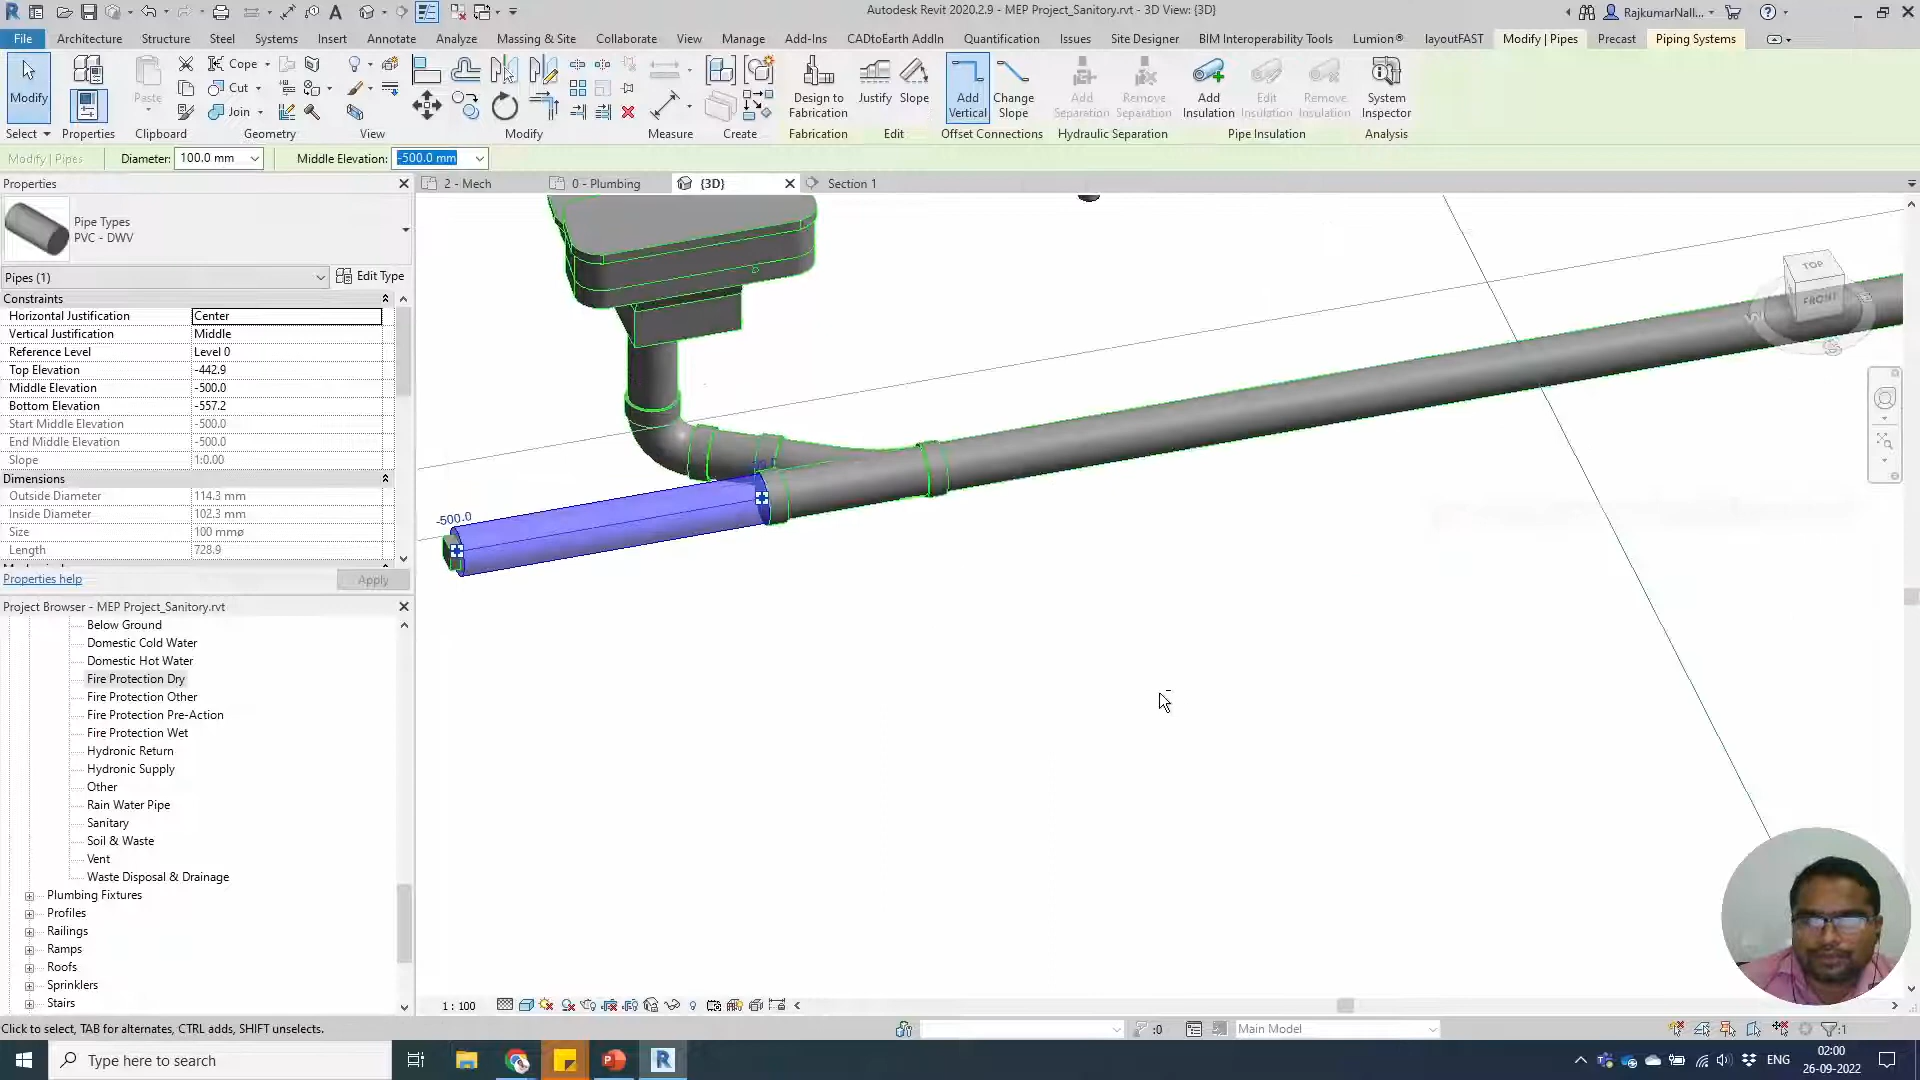 Autodesk Revit 2020.2.9 - MEP Project_Sanitory.rvt - 3D View: {3D}
RajkumarNall...
File Architecture Structure Steel Systems Insert Annotate Analyze Massing & Site Collaborate View Manage Add-Ins CADtoEarth AddIn Quantification Issues Site Designer BIM Interoperability Tools Lumion® layoutFAST Modify | Pipes Precast Piping Systems
Modify
Paste
Cope
Cut
Join
Design to Fabrication
Justify
Slope
Add Vertical
Change Slope
Add Separation
Remove Separation
Add Insulation
Edit Insulation
Remove Insulation
System Inspector
Select Properties Clipboard Geometry View Modify Measure Create Fabrication Edit Offset Connections Hydraulic Separation Pipe Insulation Analysis
Modify | Pipes Diameter: 100.0 mm Middle Elevation: -500.0 mm
Properties
2 - Mech 0 - Plumbing {3D} Section 1
Pipe Types
PVC - DWV
Pipes (1) Edit Type
Constraints
Horizontal Justification Center
Vertical Justification Middle
Reference Level Level 0
Top Elevation -442.9
Middle Elevation -500.0
Bottom Elevation -557.2
Start Middle Elevation -500.0
End Middle Elevation -500.0
Slope 1:0.00
Dimensions
Outside Diameter 114.3 mm
Inside Diameter 102.3 mm
Size 100 mmø
Length 728.9
Properties help Apply
TOP
FRONT
W
-500.0
Project Browser - MEP Project_Sanitory.rvt
Below Ground
Domestic Cold Water
Domestic Hot Water
Fire Protection Dry
Fire Protection Other
Fire Protection Pre-Action
Fire Protection Wet
Hydronic Return
Hydronic Supply
Other
Rain Water Pipe
Sanitary
Soil & Waste
Vent
Waste Disposal & Drainage
Plumbing Fixtures
Profiles
Railings
Ramps
Roofs
Sprinklers
Stairs
1 : 100
Click to select, TAB for alternates, CTRL adds, SHIFT unselects.
:0
Main Model
:1
Type here to search
ENG
02:00
26-09-2022